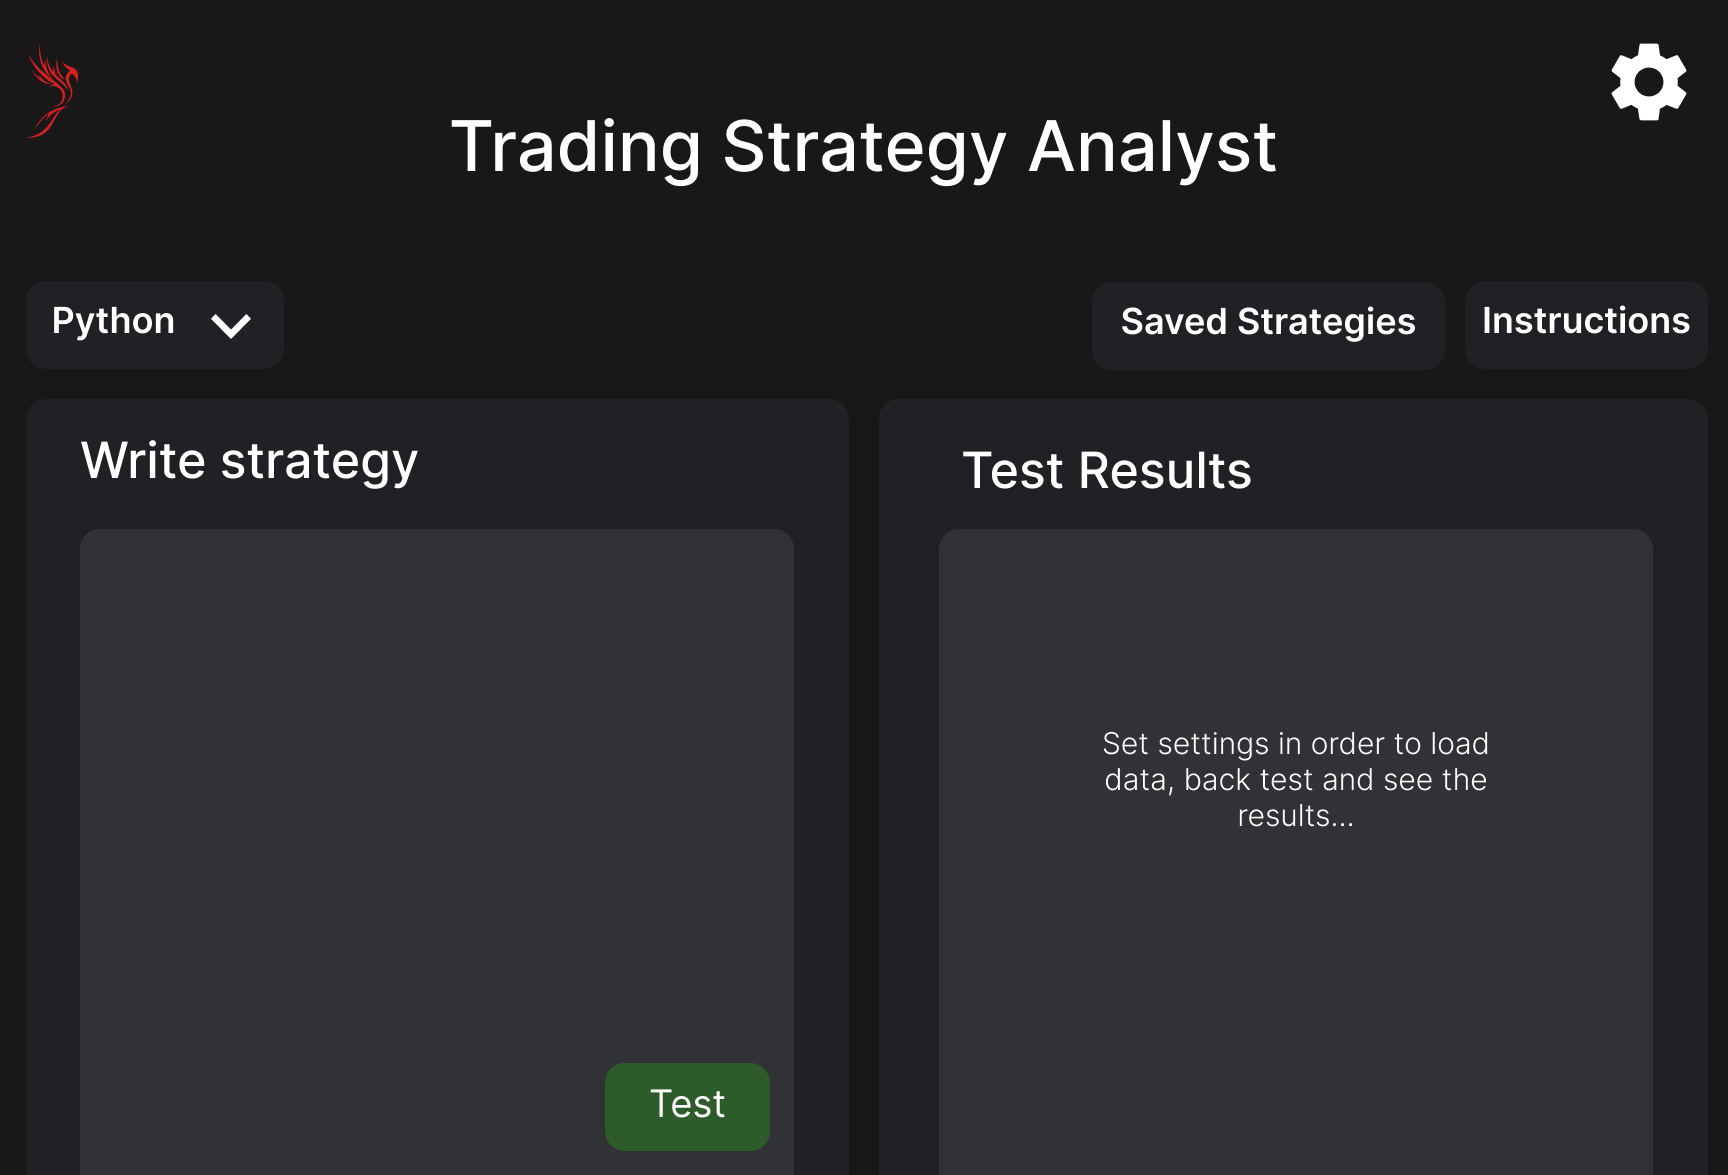 Trading Strategy Analyst
Python
Saved Strategies
Instructions
Write strategy
Test Results
Set settings in order to load
data, back test and see the
results...
Test